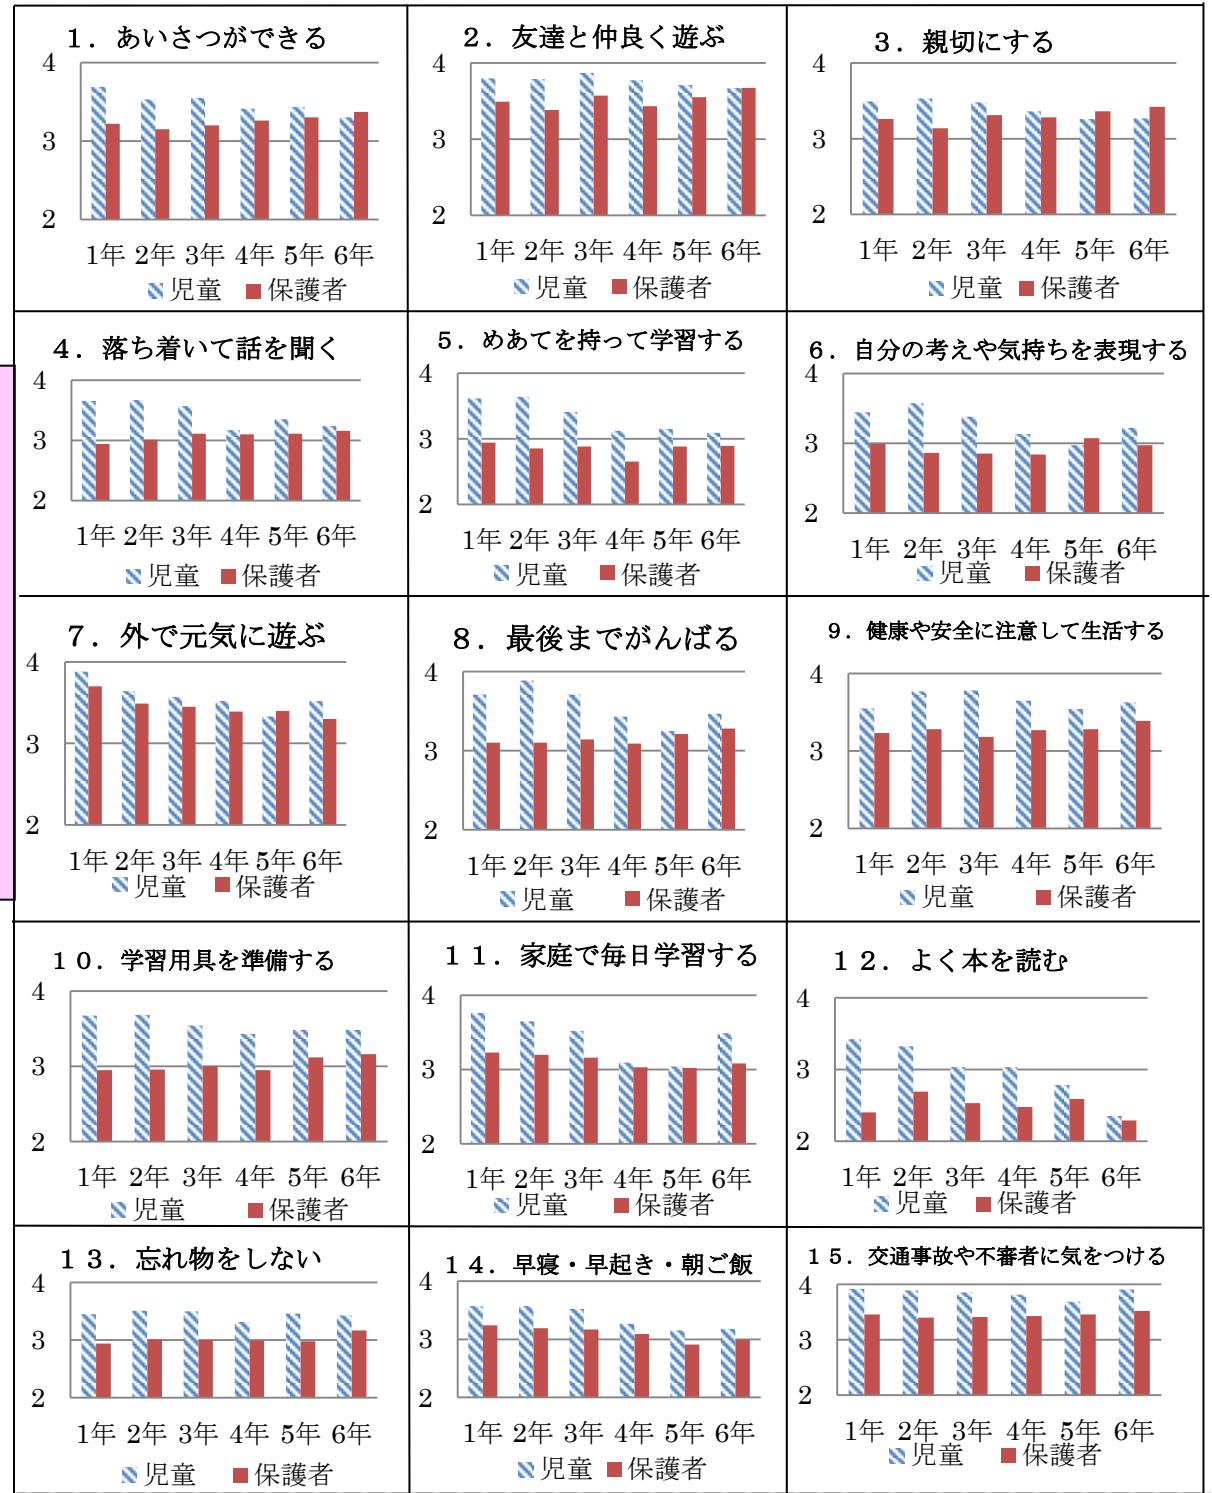 １．あいさつができる
4
3
2
1年 2年 3年 4年 5年 6年
児童 保護者
２．友達と仲良く遊ぶ
4
3
2
1年 2年 3年 4年 5年 6年
児童 保護者
３．親切にする
4
3
2
1年 2年 3年 4年 5年 6年
児童 保護者
４．落ち着いて話を聞く
4
3
2
1年 2年 3年 4年 5年 6年
児童 保護者
５．めあてを持って学習する
4
3
2
1年 2年 3年 4年 5年 6年
児童 保護者
６．自分の考えや気持ちを表現する
4
3
2
1年 2年 3年 4年 5年 6年
児童 保護者
７．外で元気に遊ぶ
4
3
2
1年 2年 3年 4年 5年 6年
児童 保護者
８．最後までがんばる
4
3
2
1年 2年 3年 4年 5年 6年
児童 保護者
９．健康や安全に注意して生活する
4
3
2
1年 2年 3年 4年 5年 6年
児童 保護者
１０．学習用具を準備する
4
3
2
1年 2年 3年 4年 5年 6年
児童 保護者
１１．家庭で毎日学習する
4
3
2
1年 2年 3年 4年 5年 6年
児童 保護者
１２．よく本を読む
4
3
2
1年 2年 3年 4年 5年 6年
児童 保護者
１３．忘れ物をしない
4
3
2
1年 2年 3年 4年 5年 6年
児童 保護者
１４．早寝・早起き・朝ご飯
4
3
2
1年 2年 3年 4年 5年 6年
児童 保護者
１５．交通事故や不審者に気をつける
4
3
2
1年 2年 3年 4年 5年 6年
児童 保護者